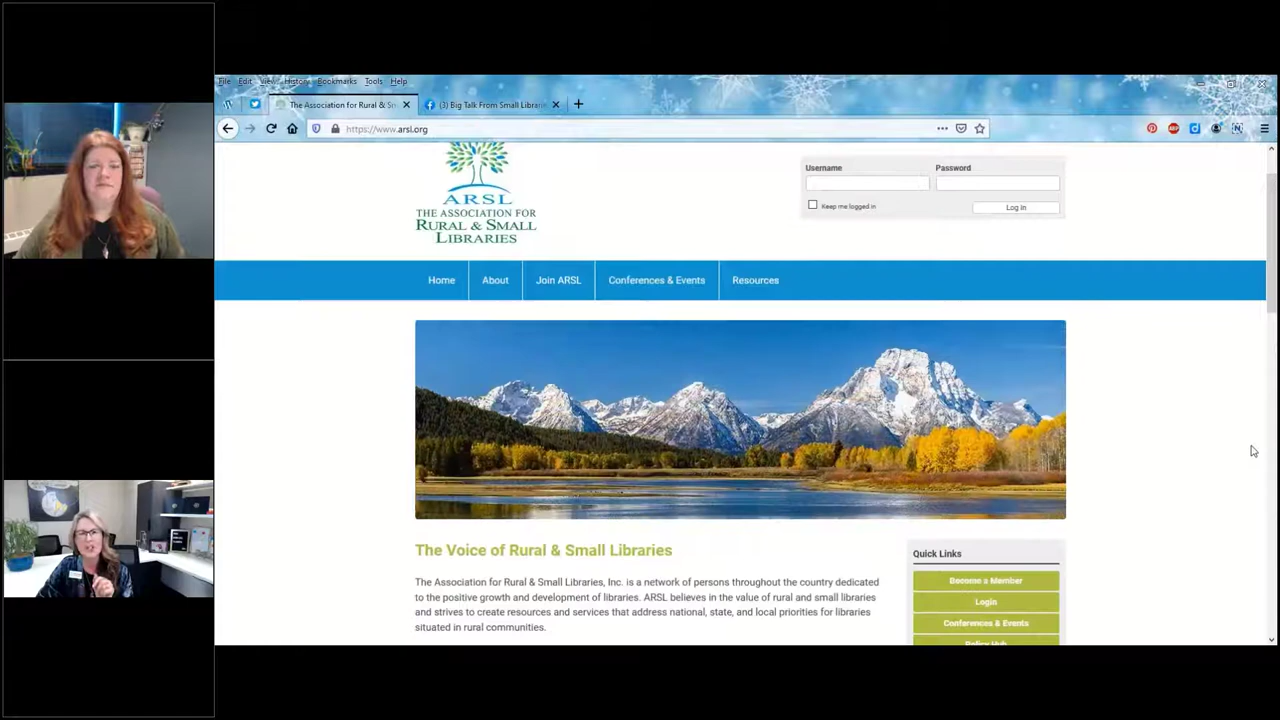 File Edit View History Bookmarks Tools Help
The Association for Rural & Sm
(3) Big Talk From Small Librarie
https://www.arsl.org
ARSL
THE ASSOCIATION FOR
RURAL & SMALL
LIBRARIES
Username
Password
Keep me logged in
Log In
Home
About
Join ARSL
Conferences & Events
Resources
The Voice of Rural & Small Libraries
The Association for Rural & Small Libraries, Inc. is a network of persons throughout the country dedicated
to the positive growth and development of libraries. ARSL believes in the value of rural and small libraries
and strives to create resources and services that address national, state, and local priorities for libraries
situated in rural communities.
Quick Links
Become a Member
Login
Conferences & Events
Policy Hub